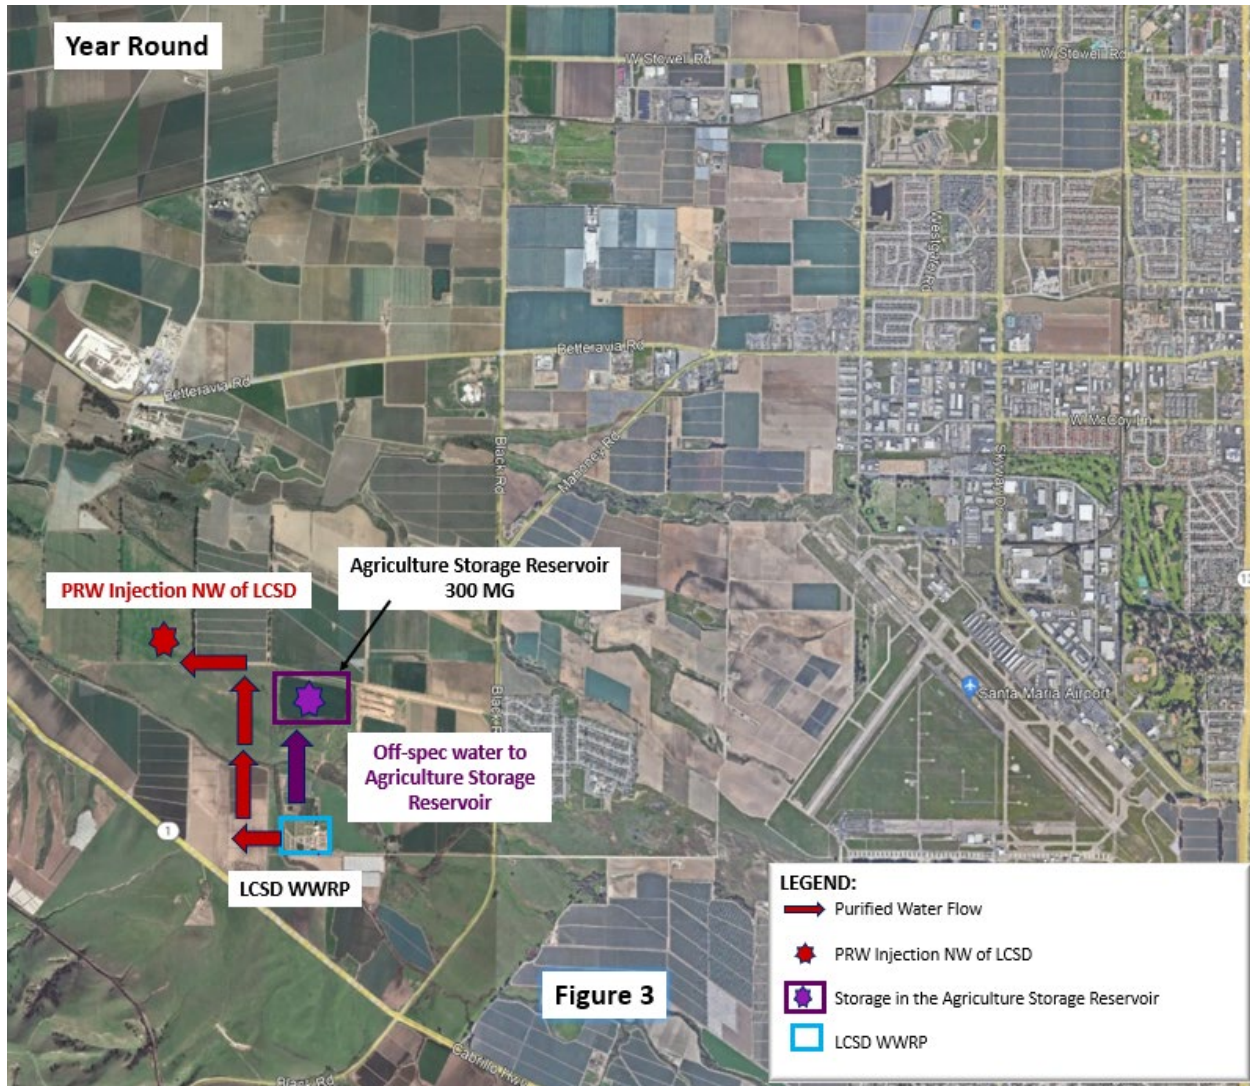 Year Round
W Stowell Rd
W Stowell Rd
Westgate Rd
Betteravia Rd
Betteravia Rd
W McCoy Ln
Black Rd
Mahoney Rd
Skyway Dr
Agriculture Storage Reservoir
300 MG
PRW Injection NW of LCSD
Santa Maria Airport
Black R
Off-spec water to
Agriculture Storage
Reservoir
1
LCSD WWRP
LEGEND:
Purified Water Flow
PRW Injection NW of LCSD
Storage in the Agriculture Storage Reservoir
LCSD WWRP
Figure 3
Cabrillo Hwy
Black Rd